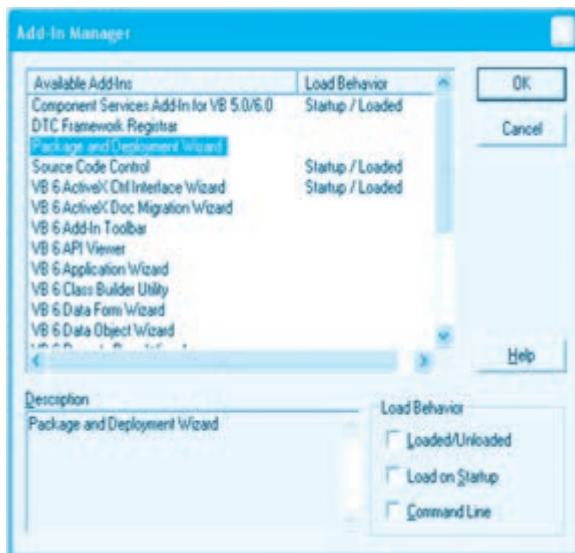 Add-In Manager
Available Add-Ins Load Behavior
Component Services Add-In for VB 5.0/6.0 Startup / Loaded
DTC Framework Registrar
Package and Deployment Wizard
Source Code Control Startup / Loaded
VB 6 ActiveX Ctrl Interface Wizard Startup / Loaded
VB 6 ActiveX Doc Migration Wizard
VB 6 Add-In Toolbar
VB 6 API Viewer
VB 6 Application Wizard
VB 6 Class Builder Utility
VB 6 Data Form Wizard
VB 6 Data Object Wizard
OK
Cancel
Help
Description
Package and Deployment Wizard
Load Behavior
Loaded/Unloaded
Load on Startup
Command Line